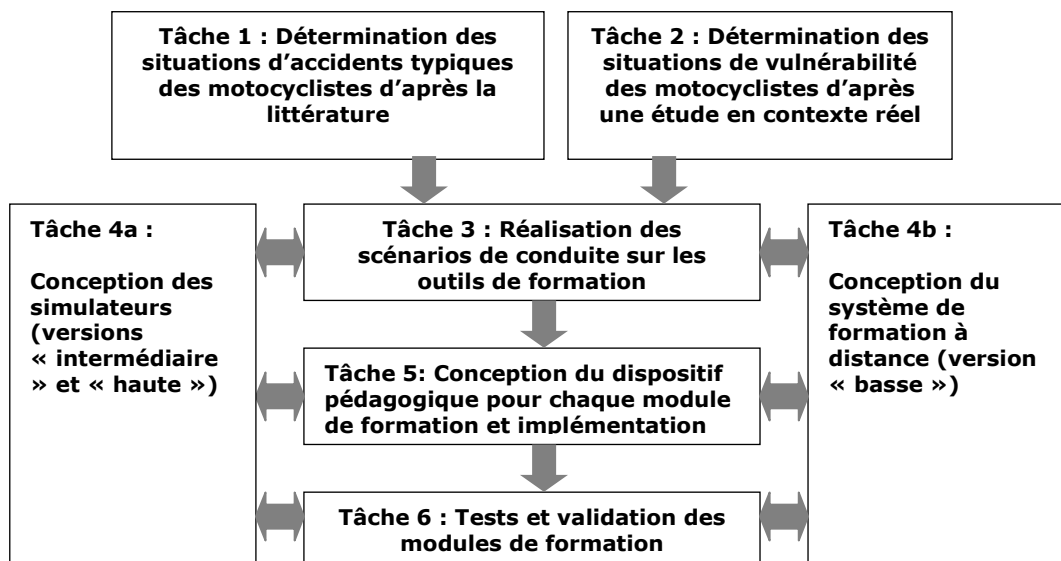 Tâche 1 : Détermination des
situations d’accidents typiques
des motocyclistes d’après la
littérature
Tâche 2 : Détermination des
situations de vulnérabilité
des motocyclistes d’après
une étude en contexte réel
Tâche 4a :
Conception des
simulateurs
(versions
« intermédiaire
» et « haute »)
Tâche 3 : Réalisation des
scénarios de conduite sur les
outils de formation
Tâche 5: Conception du dispositif
pédagogique pour chaque module
de formation et implémentation
Tâche 6 : Tests et validation des
modules de formation
Tâche 4b :
Conception du
système de
formation à
distance (version
« basse »)